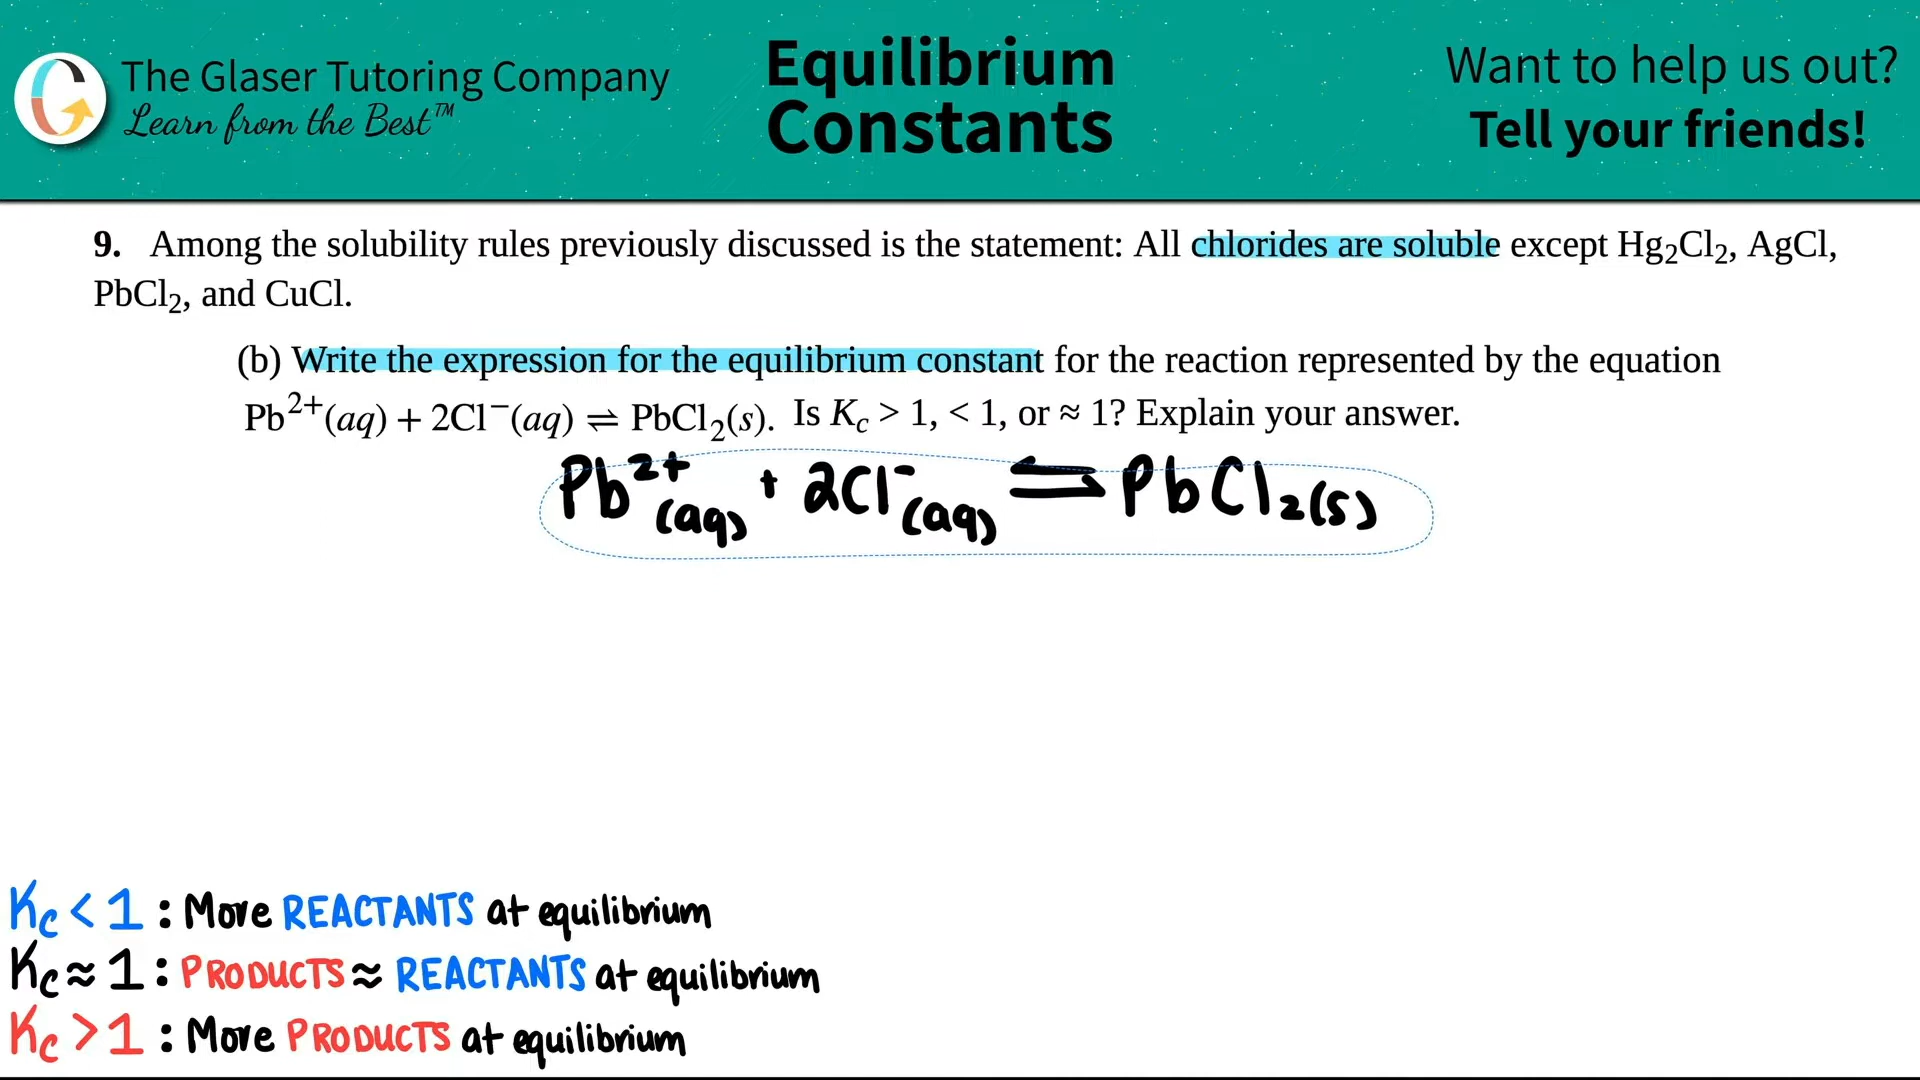 The Glaser Tutoring Company
Learn from the Best™
Equilibrium
Constants
Want to help us out?
Tell your friends!
9. Among the solubility rules previously discussed is the statement: All chlorides are soluble except Hg₂Cl₂, AgCl,
PbCl₂, and CuCl.
(b) Write the expression for the equilibrium constant for the reaction represented by the equation
Pb²⁺(aq) + 2Cl⁻(aq) ⇌ PbCl₂(s). Is K꜀ > 1, < 1, or ≈ 1? Explain your answer.
Pb²⁺(aq) + 2Cl⁻(aq) ⇌ PbCl₂(s)
Kc < 1 : More REACTANTS at equilibrium
Kc ≈ 1 : PRODUCTS ≈ REACTANTS at equilibrium
Kc > 1 : More PRODUCTS at equilibrium